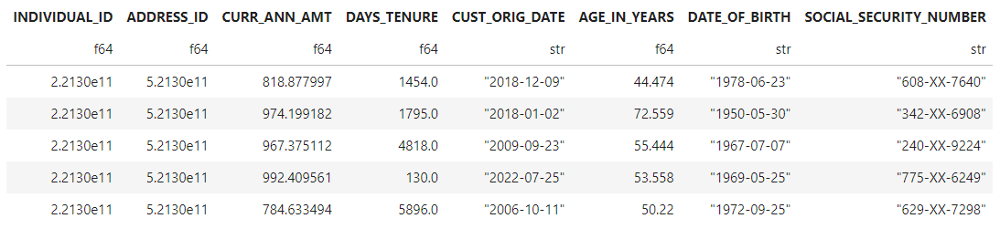 INDIVIDUAL_ID ADDRESS_ID CURR_ANN_AMT DAYS_TENURE CUST_ORIG_DATE AGE_IN_YEARS DATE_OF_BIRTH SOCIAL_SECURITY_NUMBER
f64 f64 f64 f64 str f64 str str
2.2130e11 5.2130e11 818.877997 1454.0 "2018-12-09" 44.474 "1978-06-23" "608-XX-7640"
2.2130e11 5.2130e11 974.199182 1795.0 "2018-01-02" 72.559 "1950-05-30" "342-XX-6908"
2.2130e11 5.2130e11 967.375112 4818.0 "2009-09-23" 55.444 "1967-07-07" "240-XX-9224"
2.2130e11 5.2130e11 992.409561 130.0 "2022-07-25" 53.558 "1969-05-25" "775-XX-6249"
2.2130e11 5.2130e11 784.633494 5896.0 "2006-10-11" 50.22 "1972-09-25" "629-XX-7298"